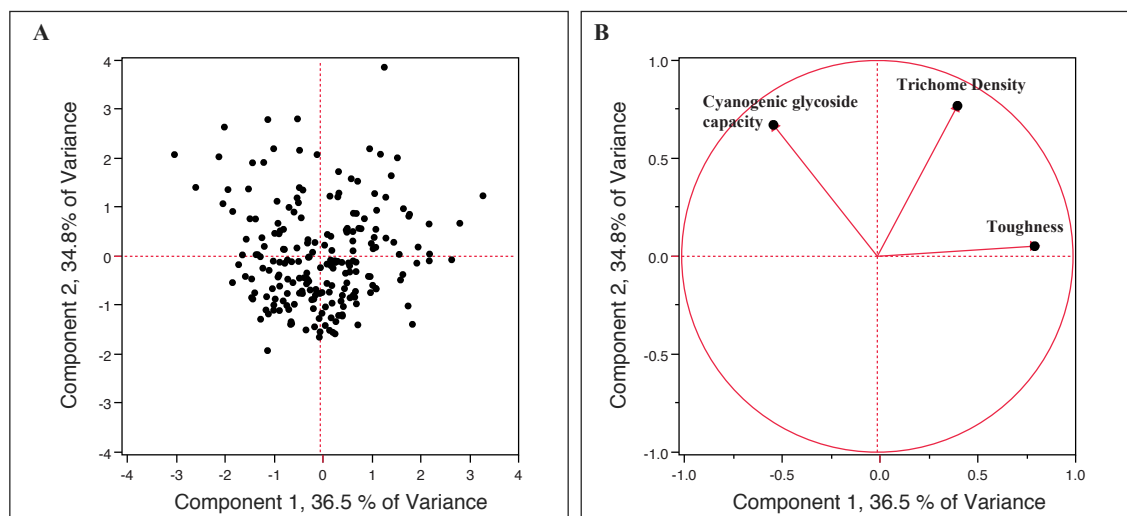 A
4
3
2
1
0
-1
-2
-3
-4
-4
-3
-2
-1
0
1
2
3
4
Component 2, 34.8% of Variance
Component 1, 36.5 % of Variance
B
1.0
0.5
0.0
-0.5
-1.0
-1.0
-0.5
0.0
0.5
1.0
Component 2, 34.8% of Variance
Component 1, 36.5 % of Variance
Cyanogenic glycoside
capacity
Trichome Density
Toughness